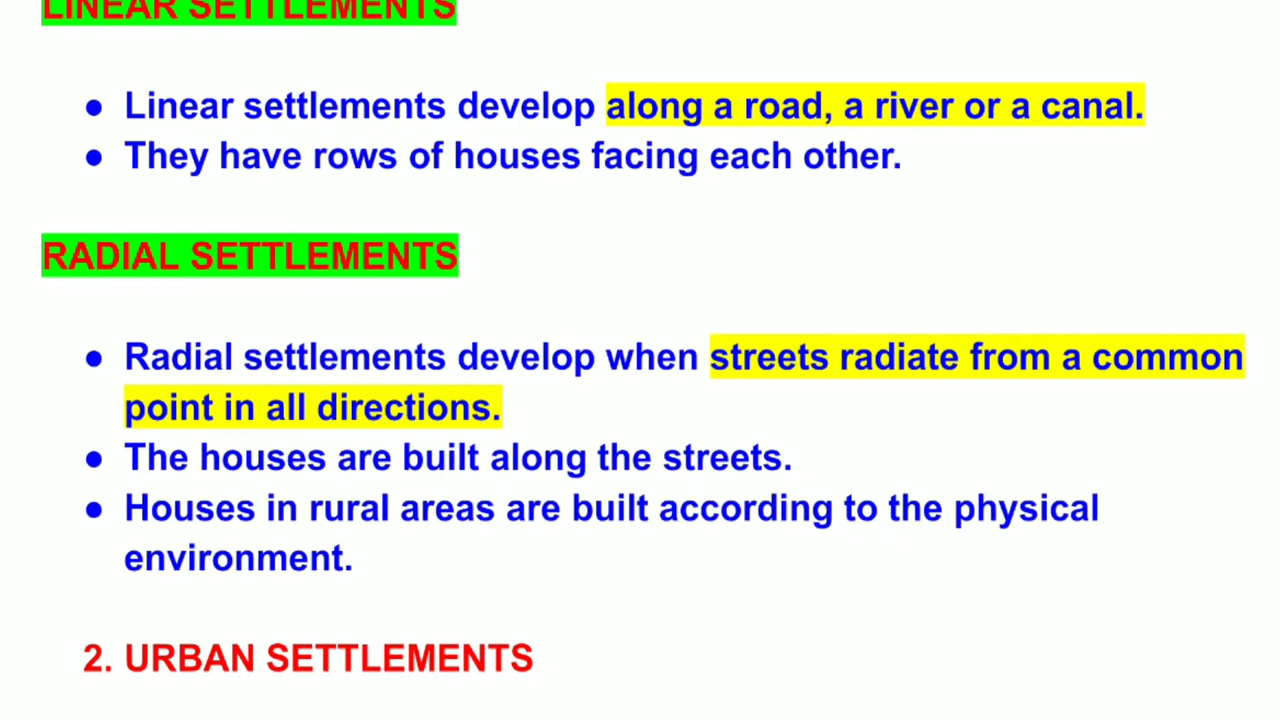 LINEAR SETTLEMENTS
● Linear settlements develop along a road, a river or a canal.
● They have rows of houses facing each other.
RADIAL SETTLEMENTS
● Radial settlements develop when streets radiate from a common
point in all directions.
● The houses are built along the streets.
● Houses in rural areas are built according to the physical
environment.
2. URBAN SETTLEMENTS